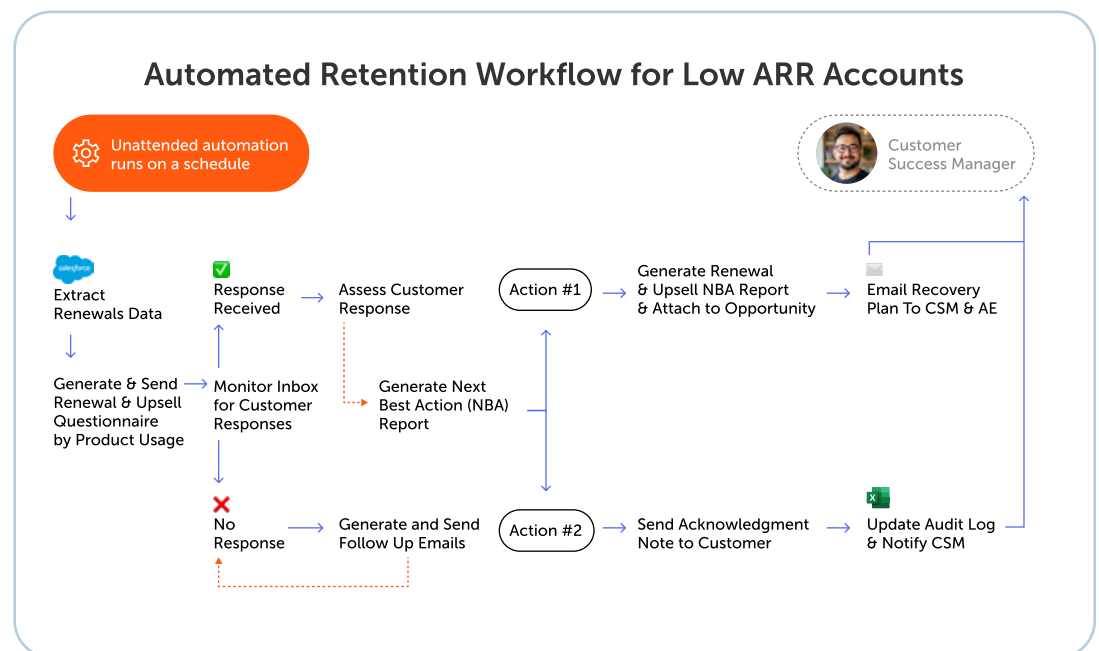 Automated Retention Workflow for Low ARR Accounts
Unattended automation
runs on a schedule
Customer
Success Manager
salesforce
Extract
Renewals Data
Response
Received
Assess Customer
Response
Action #1
Generate Renewal
& Upsell NBA Report
& Attach to Opportunity
Email Recovery
Plan To CSM & AE
Generate & Send
Renewal & Upsell
Questionnaire
by Product Usage
Monitor Inbox
for Customer
Responses
Generate Next
Best Action (NBA)
Report
No
Response
Generate and Send
Follow Up Emails
Action #2
Send Acknowledgment
Note to Customer
X
Update Audit Log
& Notify CSM